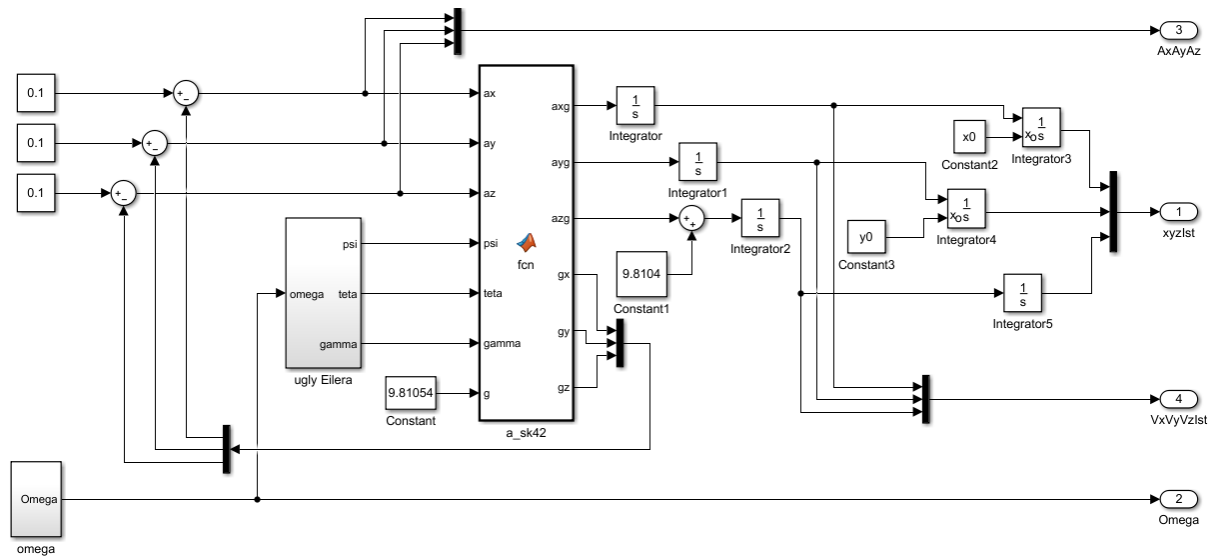 3
AxAyAz
0.1
+
−
ax
axg
1
s
Integrator
x0
Constant2
1
xo s
Integrator3
0.1
+
−
ay
ayg
1
s
Integrator1
0.1
+
−
az
azg
+
+
1
s
Integrator2
y0
Constant3
1
xo s
Integrator4
1
xyzIst
omega
psi
teta
gamma
ugly Eilera
psi
teta
gamma
fcn
gx
gy
gz
9.8104
Constant1
1
s
Integrator5
9.81054
Constant
g
a_sk42
4
VxVyVzIst
Omega
omega
2
Omega